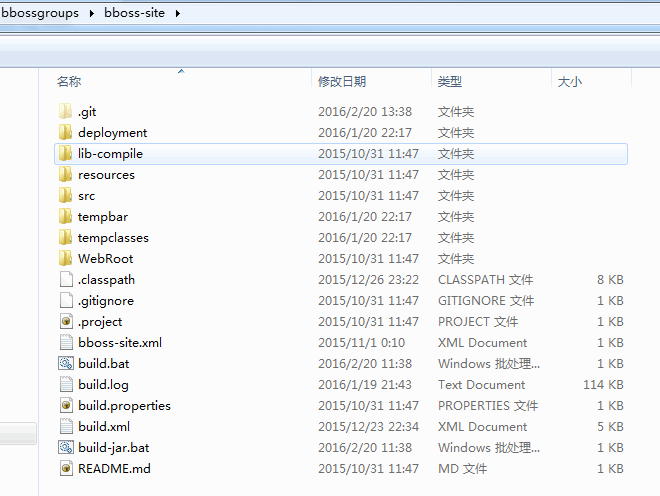 bbossgroups ▸ bboss-site ▸
名称 修改日期 类型 大小
.git 2016/2/20 13:38 文件夹
deployment 2016/1/20 22:17 文件夹
lib-compile 2015/10/31 11:47 文件夹
resources 2015/10/31 11:47 文件夹
src 2015/10/31 11:47 文件夹
tempbar 2016/1/20 22:17 文件夹
tempclasses 2016/1/20 22:17 文件夹
WebRoot 2015/10/31 11:47 文件夹
.classpath 2015/12/26 23:22 CLASSPATH 文件 8 KB
.gitignore 2015/10/31 11:47 GITIGNORE 文件 1 KB
.project 2015/10/31 11:47 PROJECT 文件 1 KB
bboss-site.xml 2015/11/1 0:10 XML Document 1 KB
build.bat 2016/2/20 11:38 Windows 批处理... 1 KB
build.log 2016/1/19 21:43 Text Document 114 KB
build.properties 2015/10/31 11:47 PROPERTIES 文件 1 KB
build.xml 2015/12/23 22:34 XML Document 5 KB
build-jar.bat 2016/2/20 11:38 Windows 批处理... 1 KB
README.md 2015/10/31 11:47 MD 文件 1 KB